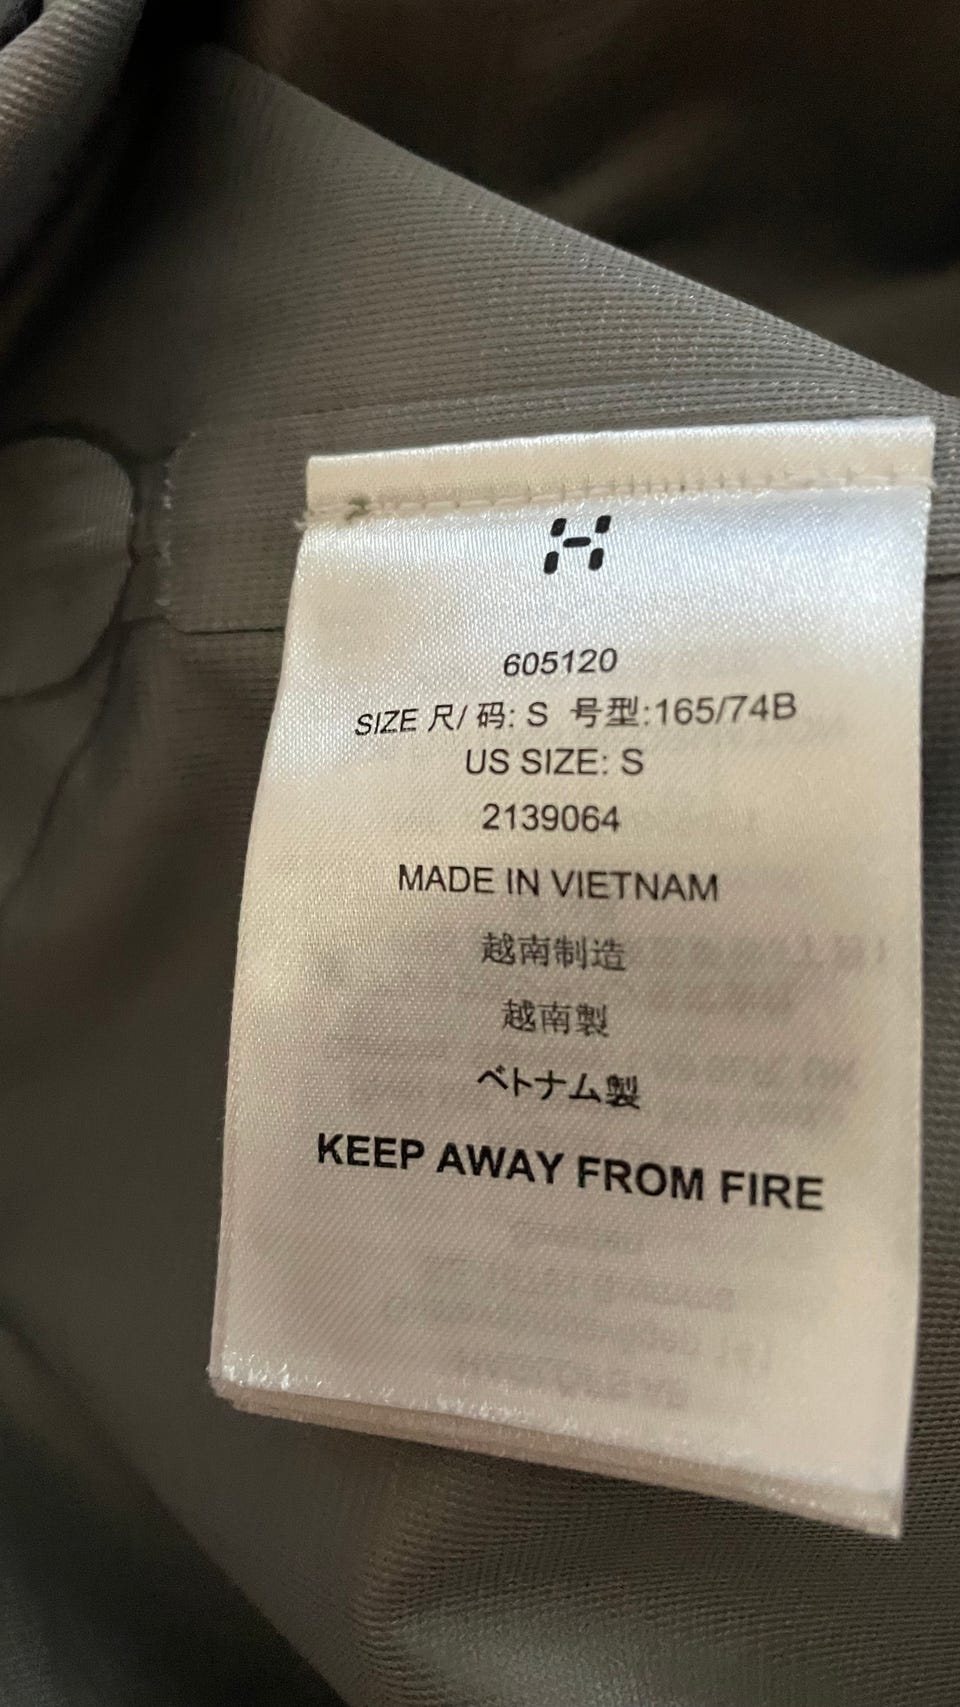 605120
SIZE 尺/ 码: S 号型:165/74B
US SIZE: S
2139064
MADE IN VIETNAM
越南制造
越南製
ベトナム製
KEEP AWAY FROM FIRE